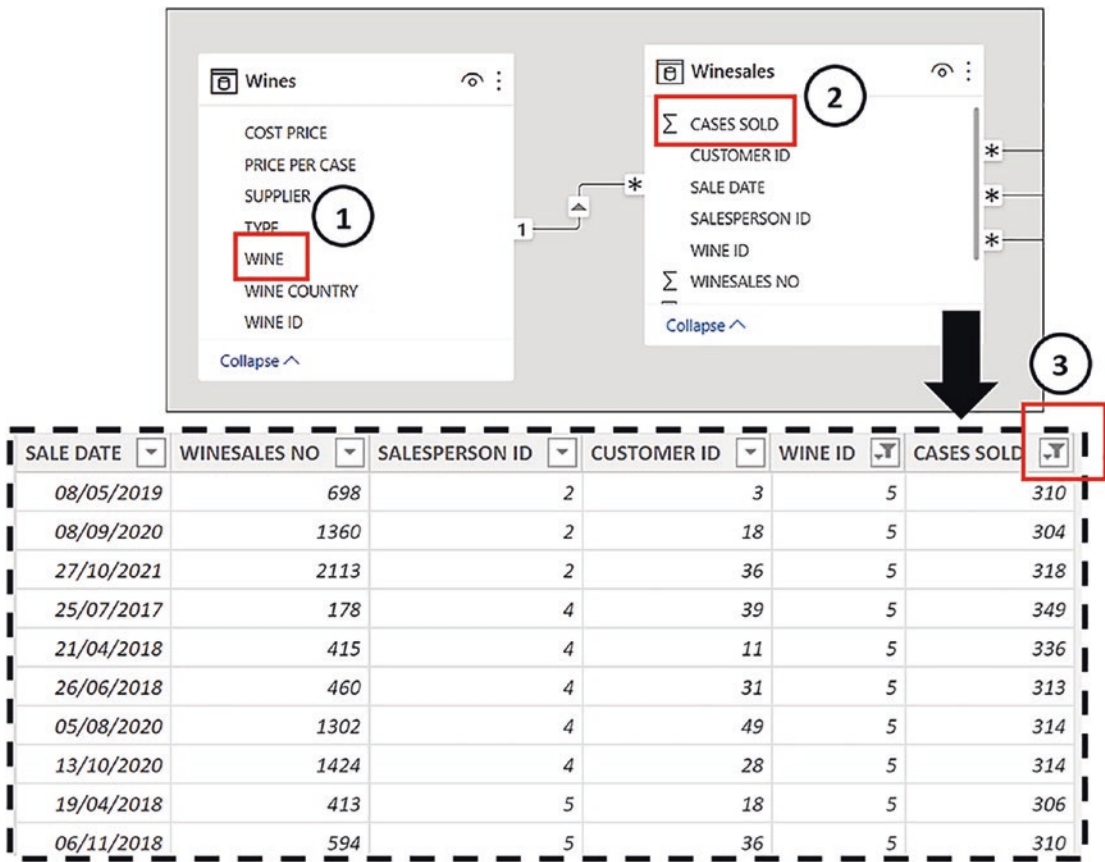 Wines
COST PRICE
PRICE PER CASE
SUPPLIER
TYPE
WINE
WINE COUNTRY
WINE ID
Collapse
1
1
*
Winesales
2
Σ CASES SOLD
CUSTOMER ID
SALE DATE
SALESPERSON ID
WINE ID
Σ WINESALES NO
Collapse
*
*
*
3
SALE DATE WINESALES NO SALESPERSON ID CUSTOMER ID WINE ID CASES SOLD
08/05/2019 698 2 3 5 310
08/09/2020 1360 2 18 5 304
27/10/2021 2113 2 36 5 318
25/07/2017 178 4 39 5 349
21/04/2018 415 4 11 5 336
26/06/2018 460 4 31 5 313
05/08/2020 1302 4 49 5 314
13/10/2020 1424 4 28 5 314
19/04/2018 413 5 18 5 306
06/11/2018 594 5 36 5 310